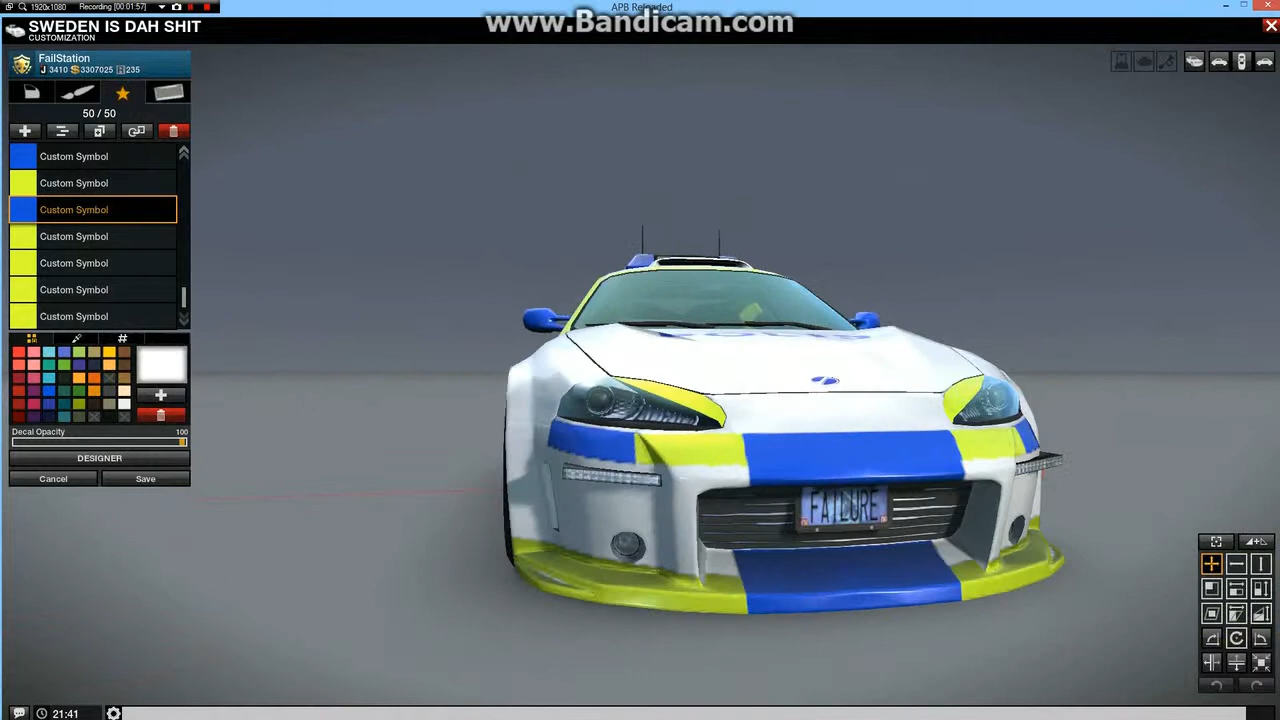 1920x1080 Recording [00:01:57]
APB Reloaded
www.Bandicam.com
SWEDEN IS DAH SHIT
CUSTOMIZATION
FailStation
J 3410 $3307025 R 235
50 / 50
Custom Symbol
Custom Symbol
Custom Symbol
Custom Symbol
Custom Symbol
Custom Symbol
Custom Symbol
#
Decal Opacity 100
DESIGNER
Cancel Save
FAILURE
21:41